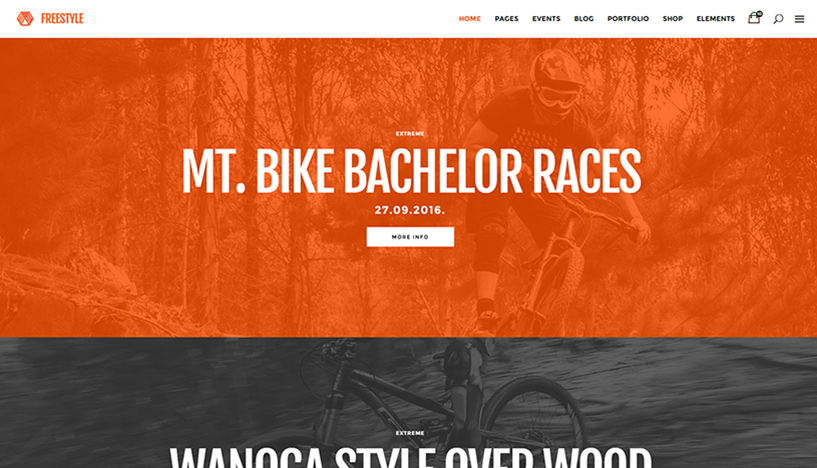 FREESTYLE
HOME PAGES EVENTS BLOG PORTFOLIO SHOP ELEMENTS
EXTREME
MT. BIKE BACHELOR RACES
27.09.2016.
MORE INFO
EXTREME
WANOGA STYLE OVER WOOD